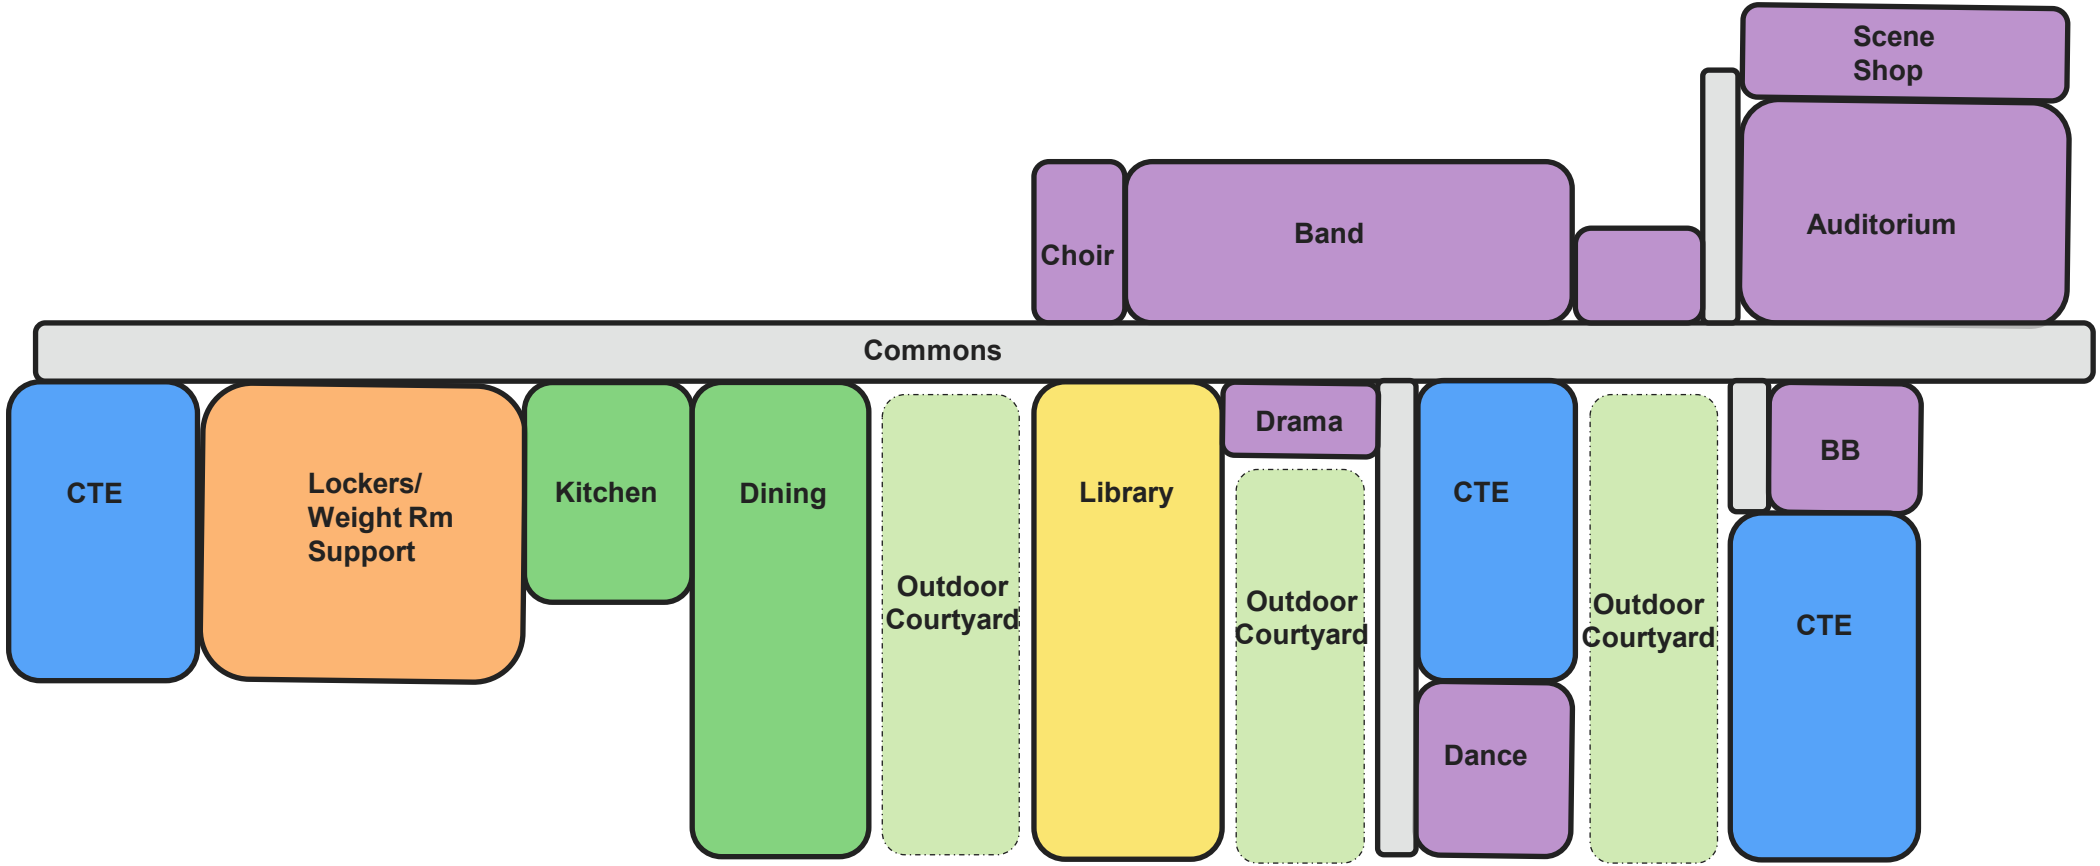 Scene
Shop
Auditorium
Band
Choir
Commons
CTE
Lockers/
Weight Rm
Support
Kitchen
Dining
Outdoor
Courtyard
Library
Drama
Outdoor
Courtyard
CTE
Dance
Outdoor
Courtyard
BB
CTE